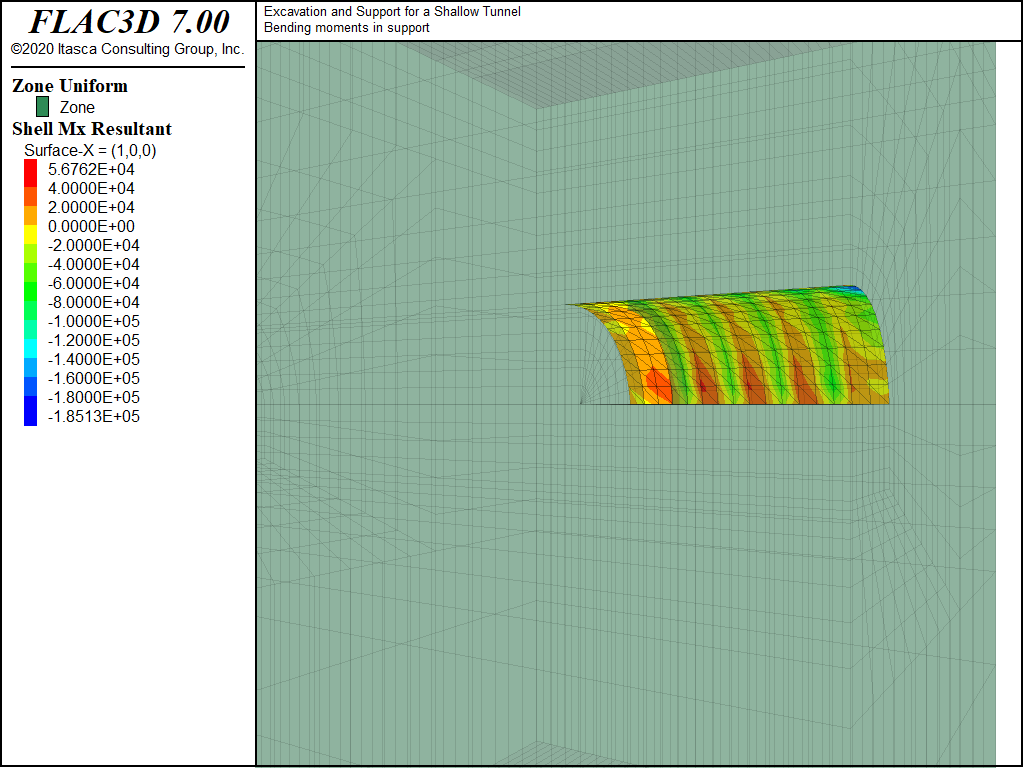 FLAC3D 7.00
©2020 Itasca Consulting Group, Inc.
Zone Uniform
Zone
Shell Mx Resultant
Surface-X = (1,0,0)
5.6762E+04
4.0000E+04
2.0000E+04
0.0000E+00
-2.0000E+04
-4.0000E+04
-6.0000E+04
-8.0000E+04
-1.0000E+05
-1.2000E+05
-1.4000E+05
-1.6000E+05
-1.8000E+05
-1.8513E+05
Excavation and Support for a Shallow Tunnel
Bending moments in support